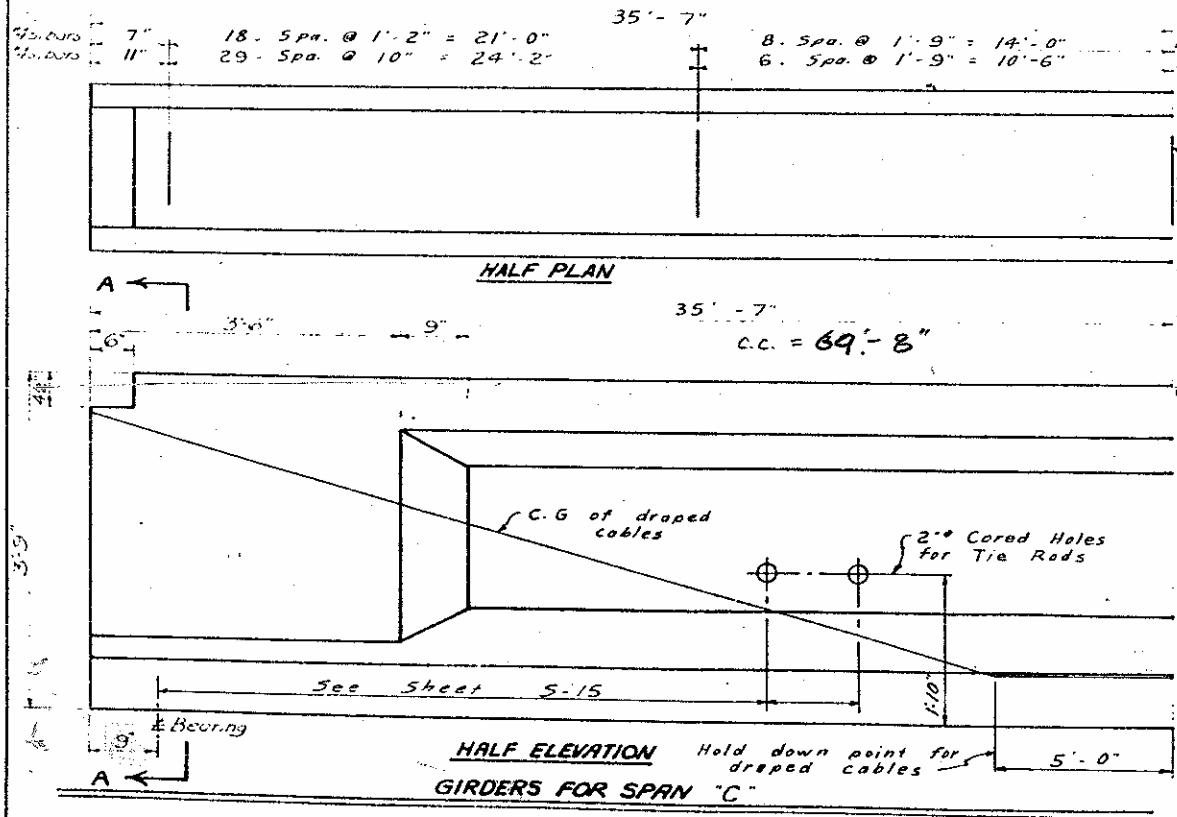 35'-7"
7" 18. Spa. @ 1'-2" = 21'-0" 8. Spa. @ 1'-9" = 14'-0"
11" 29. Spa. @ 10" = 24'-2" 6. Spa. @ 1'-9" = 10'-6"
HALF PLAN
A
35'-7"
9"
6"
C.C. = 69'-8"
4"
C.G of draped
cables
2"ø Cored Holes
for Tie Rods
3'-9"
See Sheet S-15
1'-10"
℄ Bearing
9"
HALF ELEVATION
Hold down point for
draped cables
5'-0"
A
GIRDERS FOR SPAN "C"